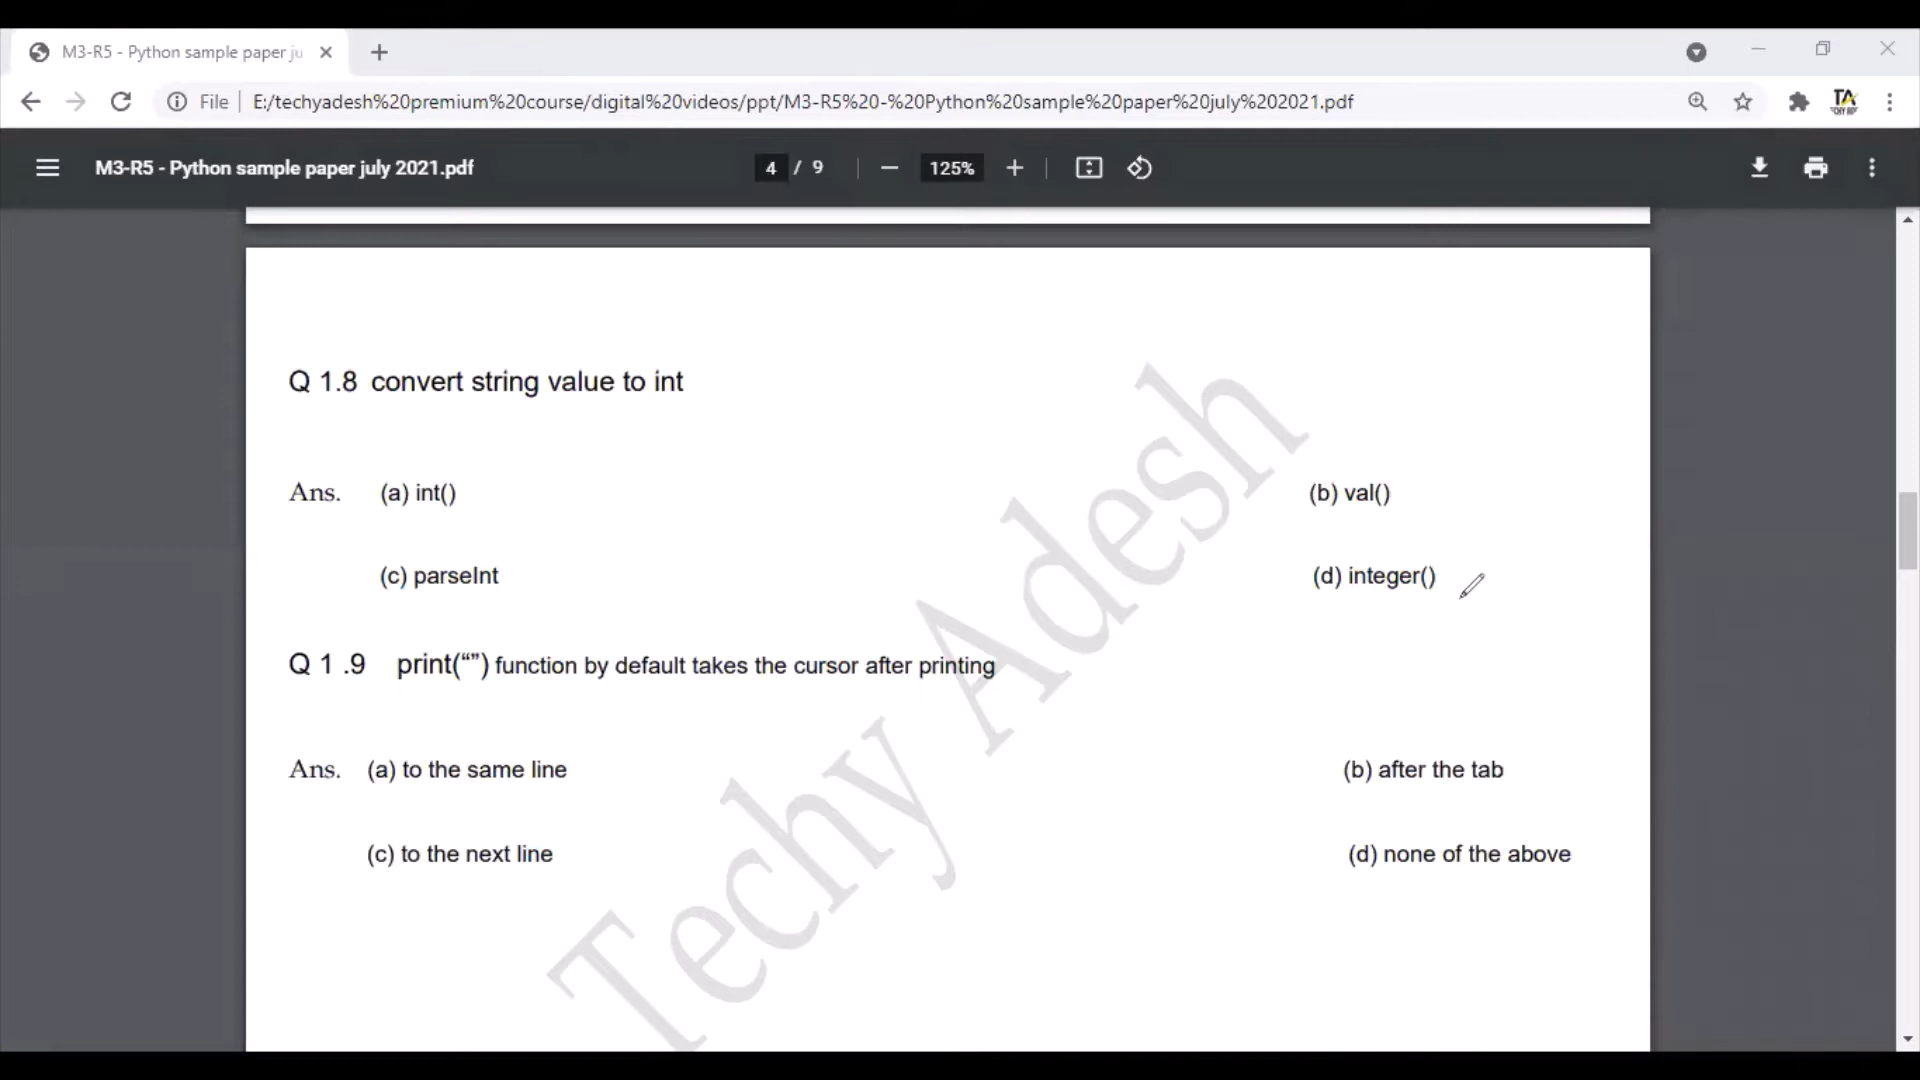 M3-R5 - Python sample paper ju
File
E:/techyadesh%20premium%20course/digital%20videos/ppt/M3-R5%20-%20Python%20sample%20paper%20july%202021.pdf
TA
M3-R5 - Python sample paper july 2021.pdf
4 / 9
125%
Q 1.8 convert string value to int
Ans. (a) int() (b) val()
(c) parseInt (d) integer()
Q 1 .9 print(“”) function by default takes the cursor after printing
Ans. (a) to the same line (b) after the tab
(c) to the next line (d) none of the above
Techy Adesh